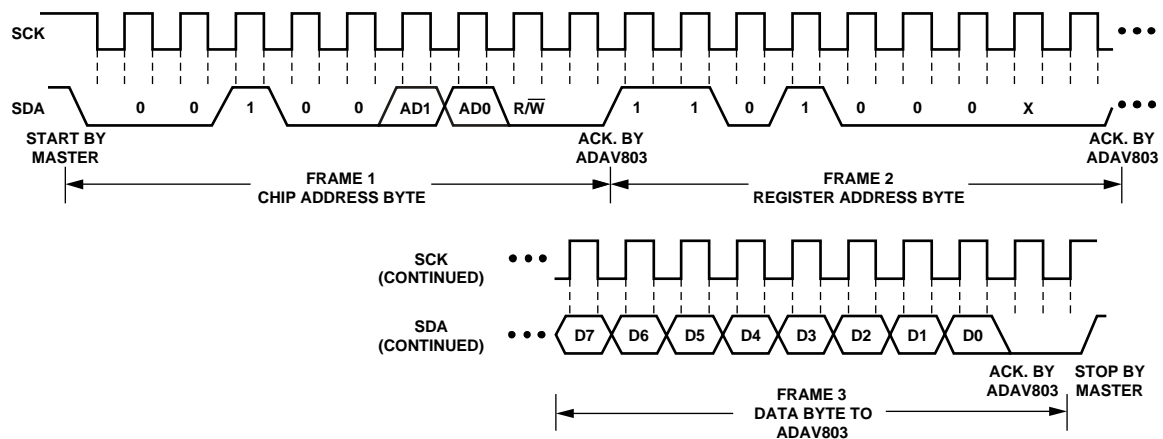 SCK
SDA 0 0 1 0 0 AD1 AD0 R/W̅ 1 1 0 1 0 0 0 X
START BY
MASTER
ACK. BY
ADAV803
ACK. BY
ADAV803
FRAME 1
CHIP ADDRESS BYTE
FRAME 2
REGISTER ADDRESS BYTE
SCK
(CONTINUED)
SDA
(CONTINUED)
D7 D6 D5 D4 D3 D2 D1 D0
ACK. BY
ADAV803
STOP BY
MASTER
FRAME 3
DATA BYTE TO
ADAV803